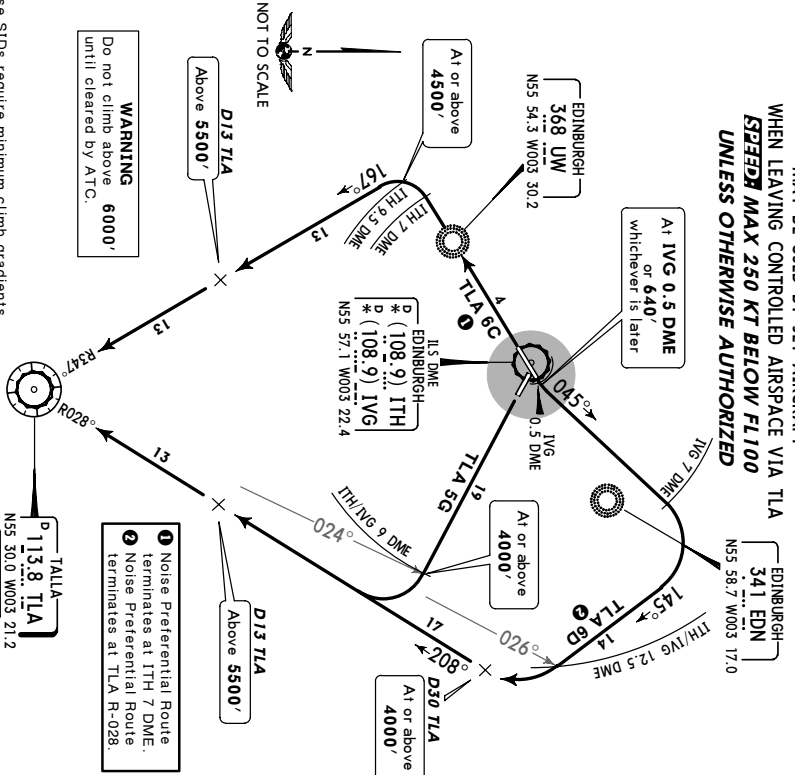 WHEN LEAVING CONTROLLED AIRSPACE VIA TLA
SPEED: MAX 250 KT BELOW FL100
UNLESS OTHERWISE AUTHORIZED
NOT TO SCALE
N
At or above
4500'
EDINBURGH
368 UW
N55 54.3 W003 30.2
At IVG 0.5 DME
or 640'
whichever is later
EDINBURGH
341 EDN
N55 58.7 W003 17.0
D13 TLA
Above 5500'
WARNING
Do not climb above 6000'
until cleared by ATC.
167°
ITH 9.5 DME
ITH 7 DME
13
4
TLA 6C
1
ILS DME
EDINBURGH
D
* (108.9) ITH
D
* (108.9) IVG
N55 57.1 W003 22.4
045°
IVG
0.5 DME
IVG 7 DME
145°
TLA 6D
2
14
ITH/IVG 12.5 DME
026°
19
TLA 5G
ITH/IVG 9 DME
At or above
4000'
024°
17
208°
D30 TLA
At or above
4000'
D13 TLA
Above 5500'
13
R347°
R028°
13
TALLA
D
113.8 TLA
N55 30.0 W003 21.2
1 Noise Preferential Route
terminates at ITH 7 DME.
2 Noise Preferential Route
terminates at TLA R-028.
SIDs require minimum climb gradients